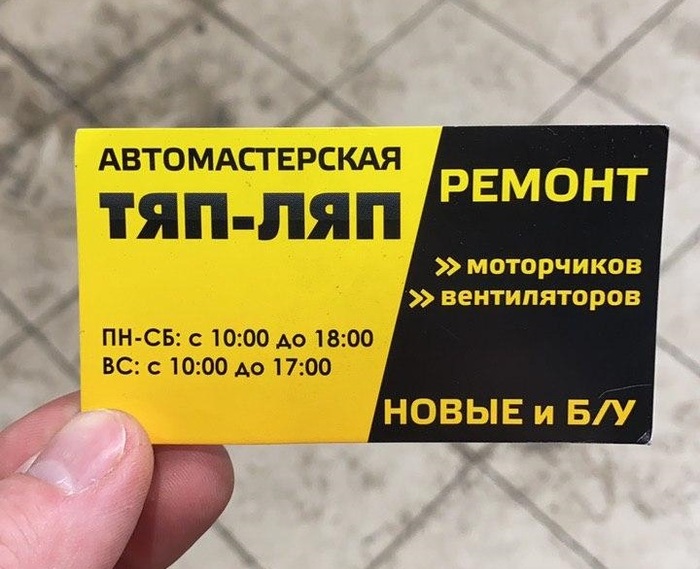 АВТОМАСТЕРСКАЯ
ТЯП-ЛЯП
ПН-СБ: с 10:00 до 18:00
ВС: с 10:00 до 17:00
РЕМОНТ
» моторчиков
» вентиляторов
НОВЫЕ и Б/У